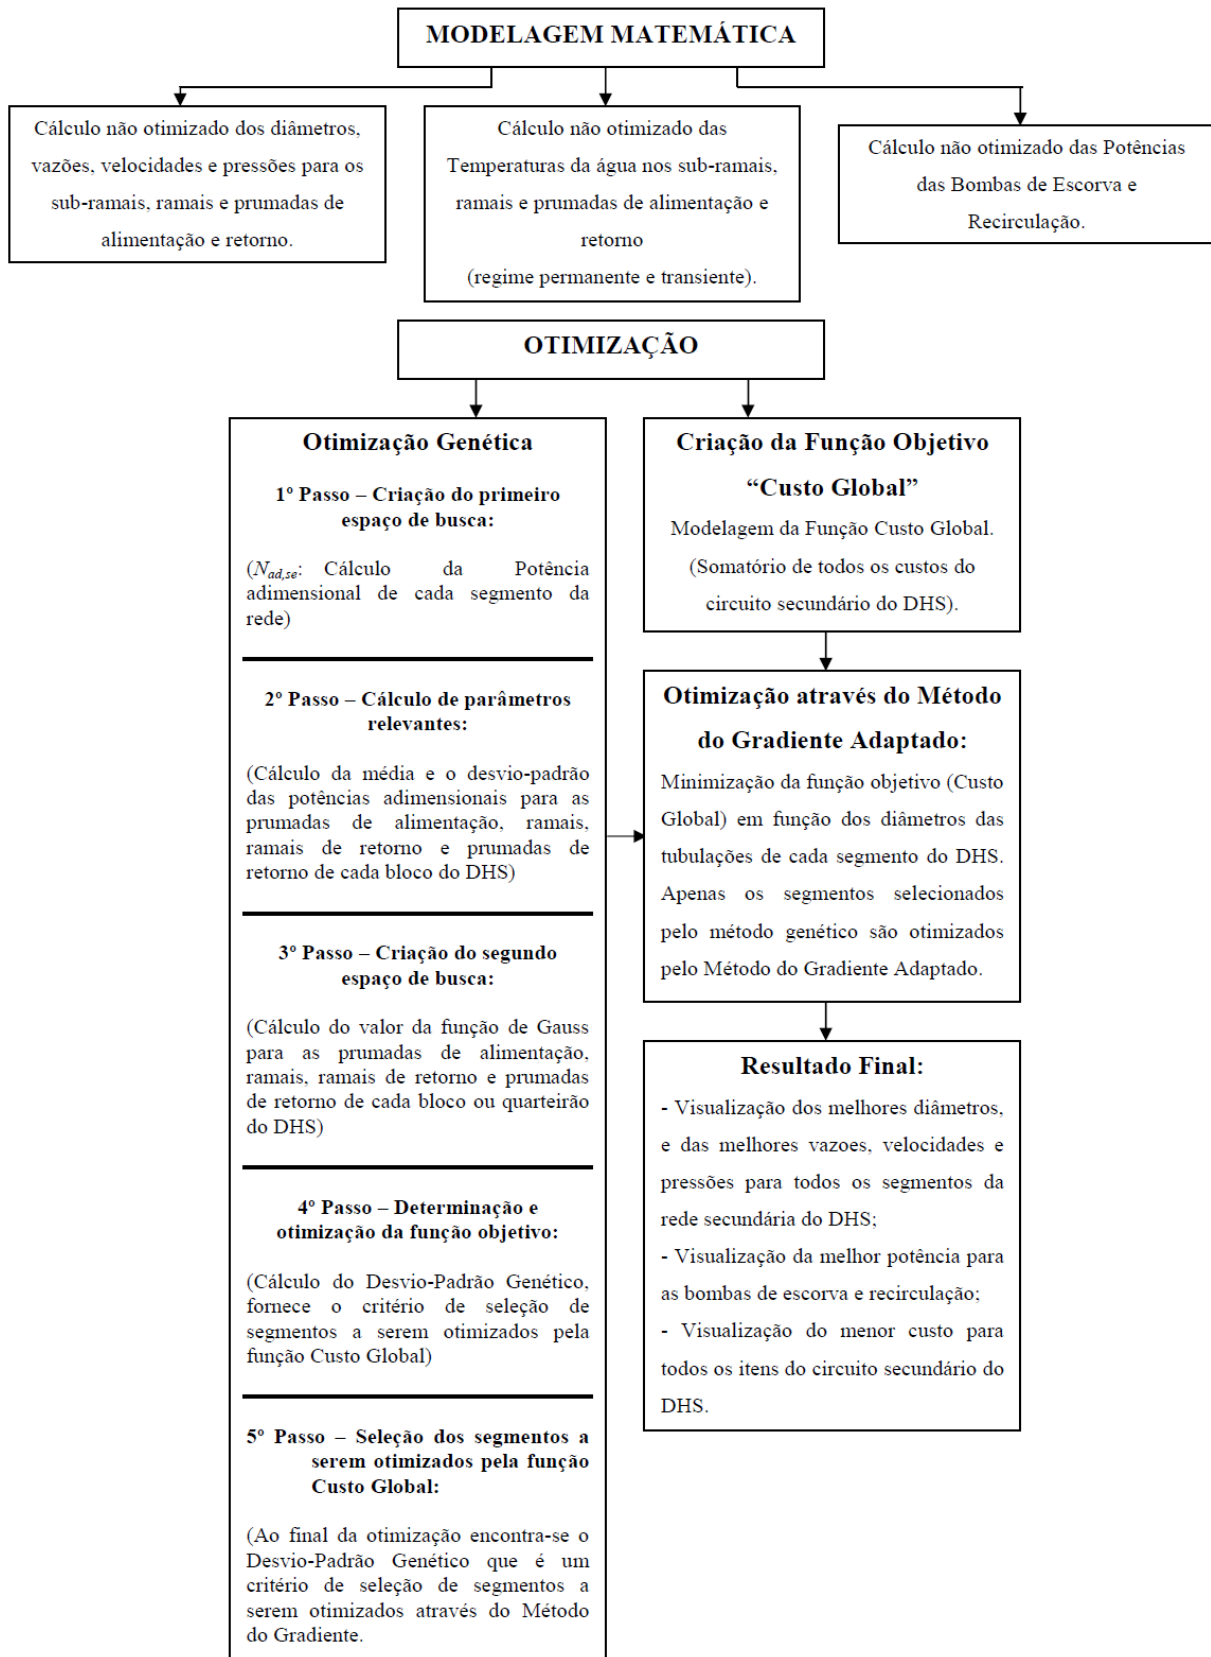 MODELAGEM MATEMÁTICA
Cálculo não otimizado dos diâmetros,
vazões, velocidades e pressões para os
sub-ramais, ramais e prumadas de
alimentação e retorno.
Cálculo não otimizado das
Temperaturas da água nos sub-ramais,
ramais e prumadas de alimentação e
retorno
(regime permanente e transiente).
Cálculo não otimizado das Potências
das Bombas de Escorva e
Recirculação.
OTIMIZAÇÃO
Otimização Genética
1º Passo – Criação do primeiro
espaço de busca:
(Nad,se: Cálculo da Potência
adimensional de cada segmento da
rede)
2º Passo – Cálculo de parâmetros
relevantes:
(Cálculo da média e o desvio-padrão
das potências adimensionais para as
prumadas de alimentação, ramais,
ramais de retorno e prumadas de
retorno de cada bloco do DHS)
3º Passo – Criação do segundo
espaço de busca:
(Cálculo do valor da função de Gauss
para as prumadas de alimentação,
ramais, ramais de retorno e prumadas
de retorno de cada bloco ou quarteirão
do DHS)
4º Passo – Determinação e
otimização da função objetivo:
(Cálculo do Desvio-Padrão Genético,
fornece o critério de seleção de
segmentos a serem otimizados pela
função Custo Global)
5º Passo – Seleção dos segmentos a
serem otimizados pela função
Custo Global:
(Ao final da otimização encontra-se o
Desvio-Padrão Genético que é um
critério de seleção de segmentos a
serem otimizados através do Método
do Gradiente.
Criação da Função Objetivo
“Custo Global”
Modelagem da Função Custo Global.
(Somatório de todos os custos do
circuito secundário do DHS).
Otimização através do Método
do Gradiente Adaptado:
Minimização da função objetivo (Custo
Global) em função dos diâmetros das
tubulações de cada segmento do DHS.
Apenas os segmentos selecionados
pelo método genético são otimizados
pelo Método do Gradiente Adaptado.
Resultado Final:
- Visualização dos melhores diâmetros,
e das melhores vazoes, velocidades e
pressões para todos os segmentos da
rede secundária do DHS;
- Visualização da melhor potência para
as bombas de escorva e recirculação;
- Visualização do menor custo para
todos os itens do circuito secundário do
DHS.